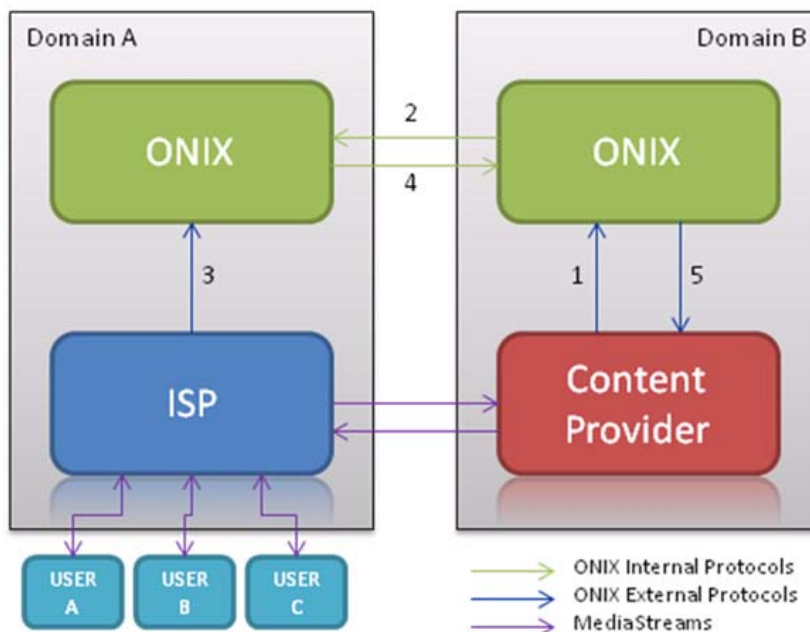 Domain A
Domain B
ONIX
2
4
ONIX
3
1
5
ISP
Content
Provider
USER
A
USER
B
USER
C
ONIX Internal Protocols
ONIX External Protocols
MediaStreams